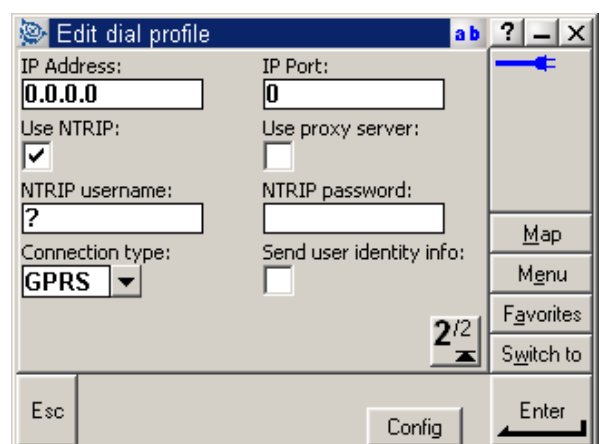 Edit dial profile
ab
?
IP Address:
IP Port:
0.0.0.0
0
Use NTRIP:
Use proxy server:
NTRIP username:
NTRIP password:
?
Connection type:
Send user identity info:
GPRS
2/2
Map
Menu
Favorites
Switch to
Esc
Config
Enter